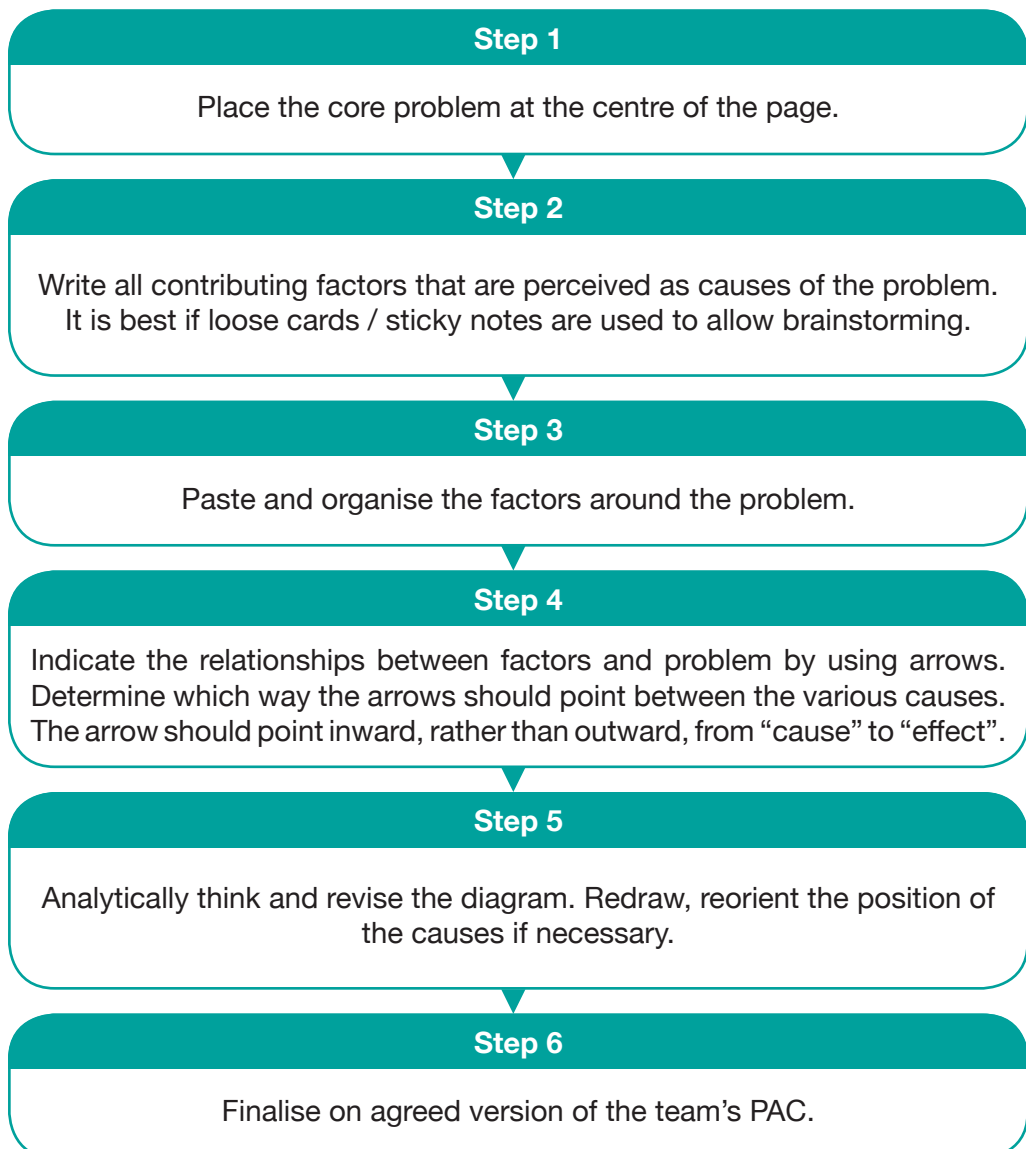 Step 1
Place the core problem at the centre of the page.
Step 2
Write all contributing factors that are perceived as causes of the problem.
It is best if loose cards / sticky notes are used to allow brainstorming.
Step 3
Paste and organise the factors around the problem.
Step 4
Indicate the relationships between factors and problem by using arrows.
Determine which way the arrows should point between the various causes.
The arrow should point inward, rather than outward, from “cause” to “effect”.
Step 5
Analytically think and revise the diagram. Redraw, reorient the position of
the causes if necessary.
Step 6
Finalise on agreed version of the team’s PAC.